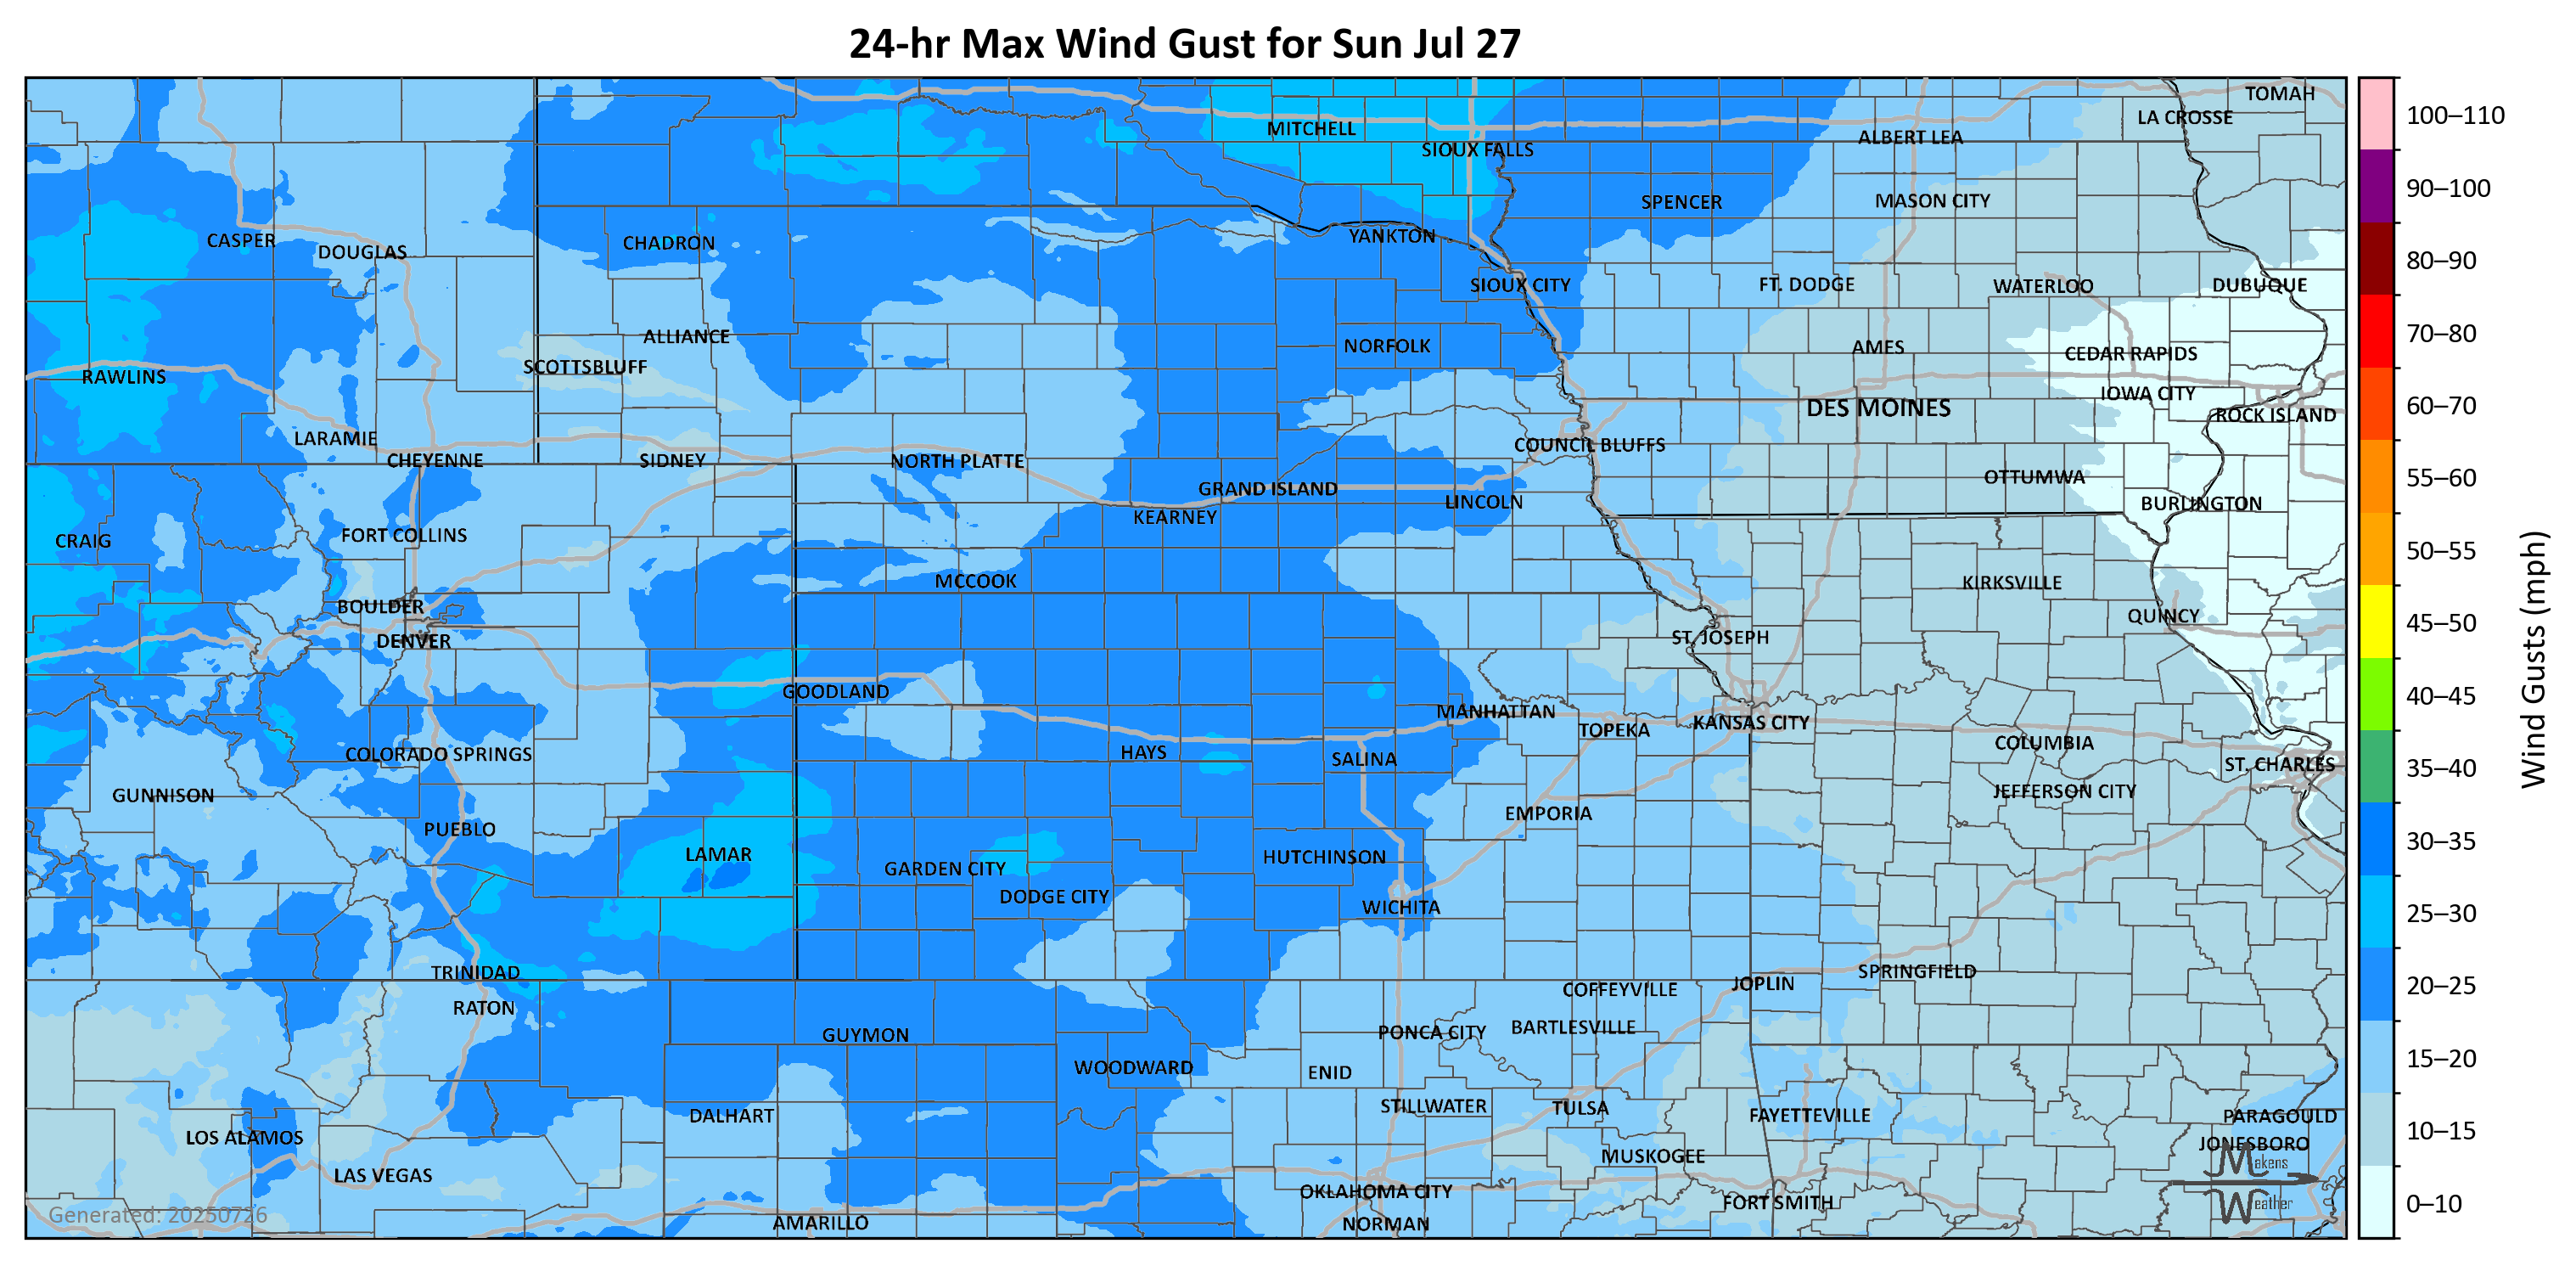 24-hr Max Wind Gust for Sun Jul 27
TOMAH
LA CROSSE
MITCHELL
ALBERT LEA
SIOUX FALLS
SPENCER
MASON CITY
YANKTON
CASPER
CHADRON
DOUGLAS
SIOUX CITY
FT. DODGE
WATERLOO
DUBUQUE
ALLIANCE
NORFOLK
AMES
CEDAR RAPIDS
SCOTTSBLUFF
RAWLINS
IOWA CITY
DES MOINES
ROCK ISLAND
LARAMIE
COUNCIL BLUFFS
CHEYENNE
SIDNEY
NORTH PLATTE
OTTUMWA
GRAND ISLAND
LINCOLN
BURLINGTON
KEARNEY
FORT COLLINS
CRAIG
MCCOOK
KIRKSVILLE
BOULDER
QUINCY
DENVER
ST. JOSEPH
GOODLAND
MANHATTAN
KANSAS CITY
TOPEKA
COLUMBIA
COLORADO SPRINGS
HAYS
SALINA
ST. CHARLES
GUNNISON
JEFFERSON CITY
EMPORIA
PUEBLO
LAMAR
HUTCHINSON
GARDEN CITY
DODGE CITY
WICHITA
TRINIDAD
SPRINGFIELD
JOPLIN
COFFEYVILLE
RATON
BARTLESVILLE
PONCA CITY
GUYMON
WOODWARD
ENID
STILLWATER
TULSA
DALHART
FAYETTEVILLE
PARAGOULD
LOS ALAMOS
JONESBORO
MUSKOGEE
LAS VEGAS
OKLAHOMA CITY
FORT SMITH
AMARILLO
NORMAN
Generated: 20250726
Makens
Weather
100–110
90–100
80–90
70–80
60–70
55–60
50–55
45–50
40–45
35–40
30–35
25–30
20–25
15–20
10–15
0–10
Wind Gusts (mph)